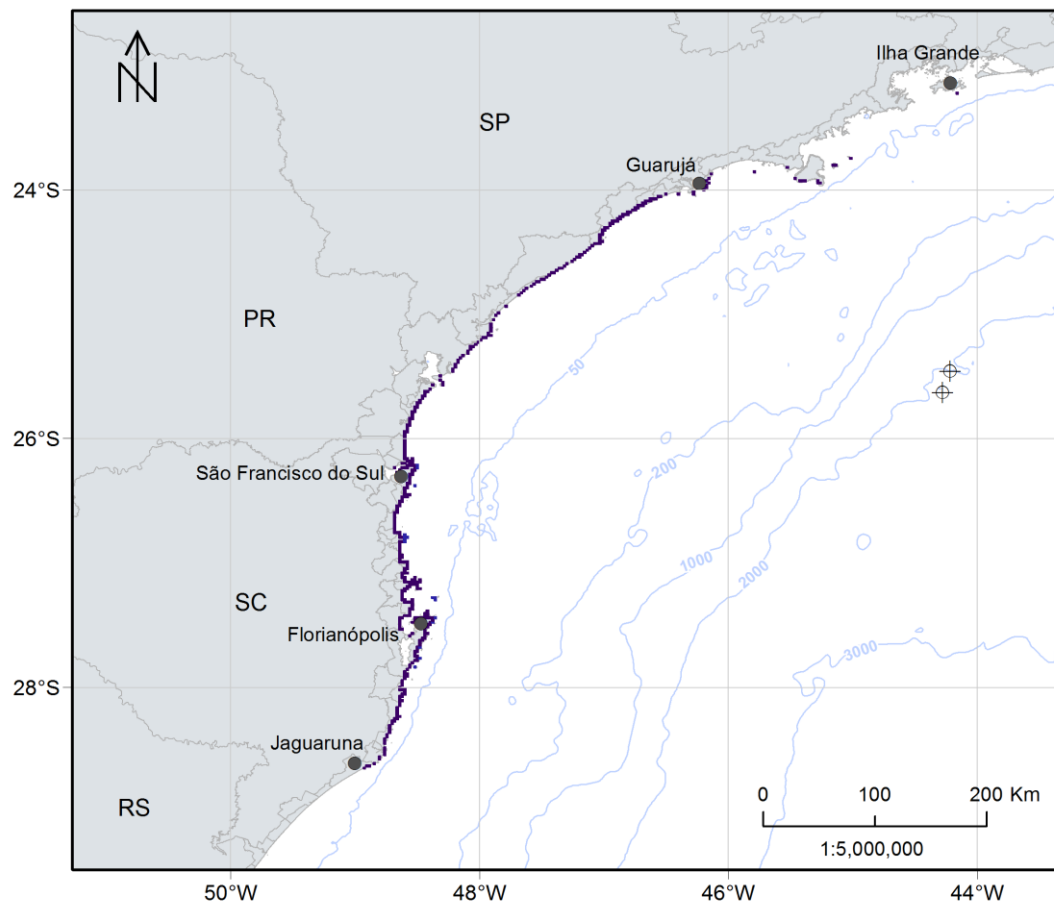 N
Ilha Grande
SP
Guarujá
24°S
PR
50
26°S
200
São Francisco do Sul
1000
2000
SC
Florianópolis
3000
28°S
Jaguaruna
RS
0 100 200 Km
1:5,000,000
50°W 48°W 46°W 44°W